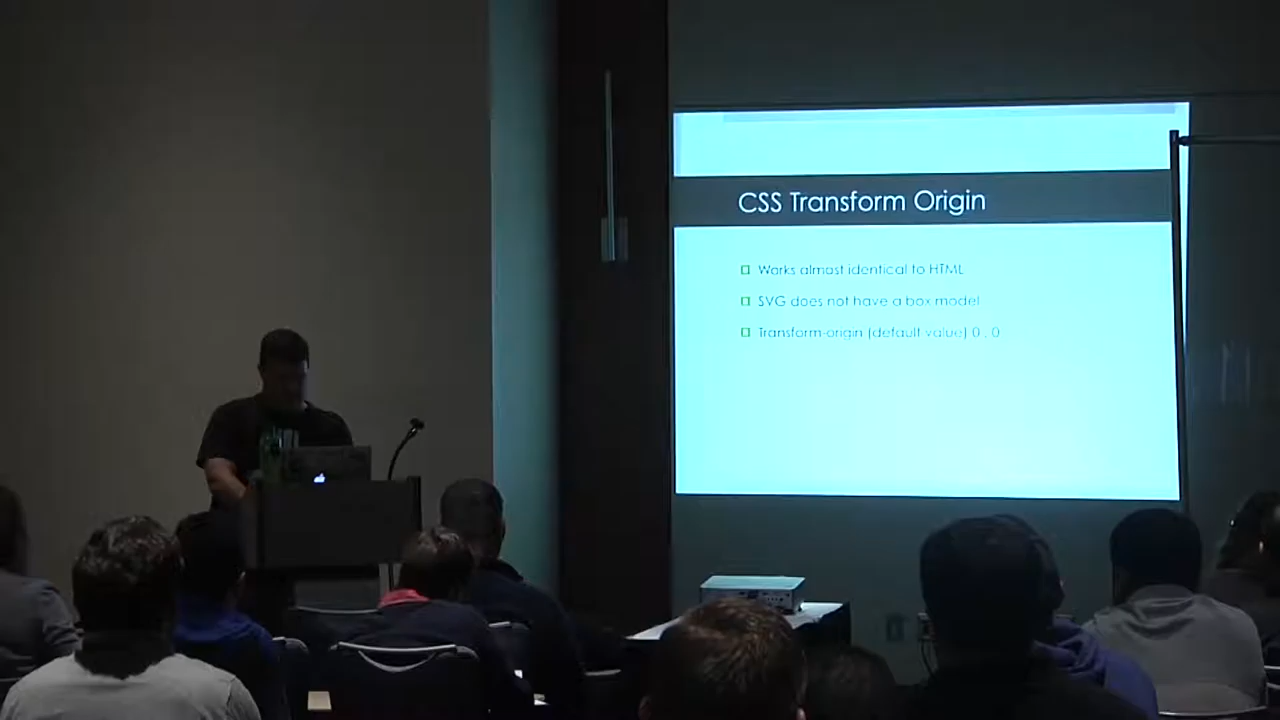 CSS Transform Origin
Works almost identical to HTML
SVG does not have a box model
Transform-origin (default value) 0 , 0